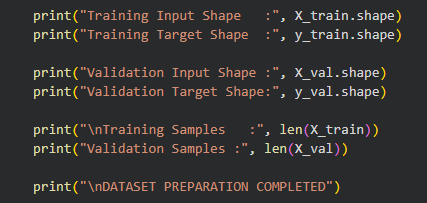 print("Training Input Shape   :", X_train.shape)
print("Training Target Shape  :", y_train.shape)
print("Validation Input Shape :", X_val.shape)
print("Validation Target Shape:", y_val.shape)
print("\nTraining Samples   :", len(X_train))
print("Validation Samples :", len(X_val))
print("\nDATASET PREPARATION COMPLETED")